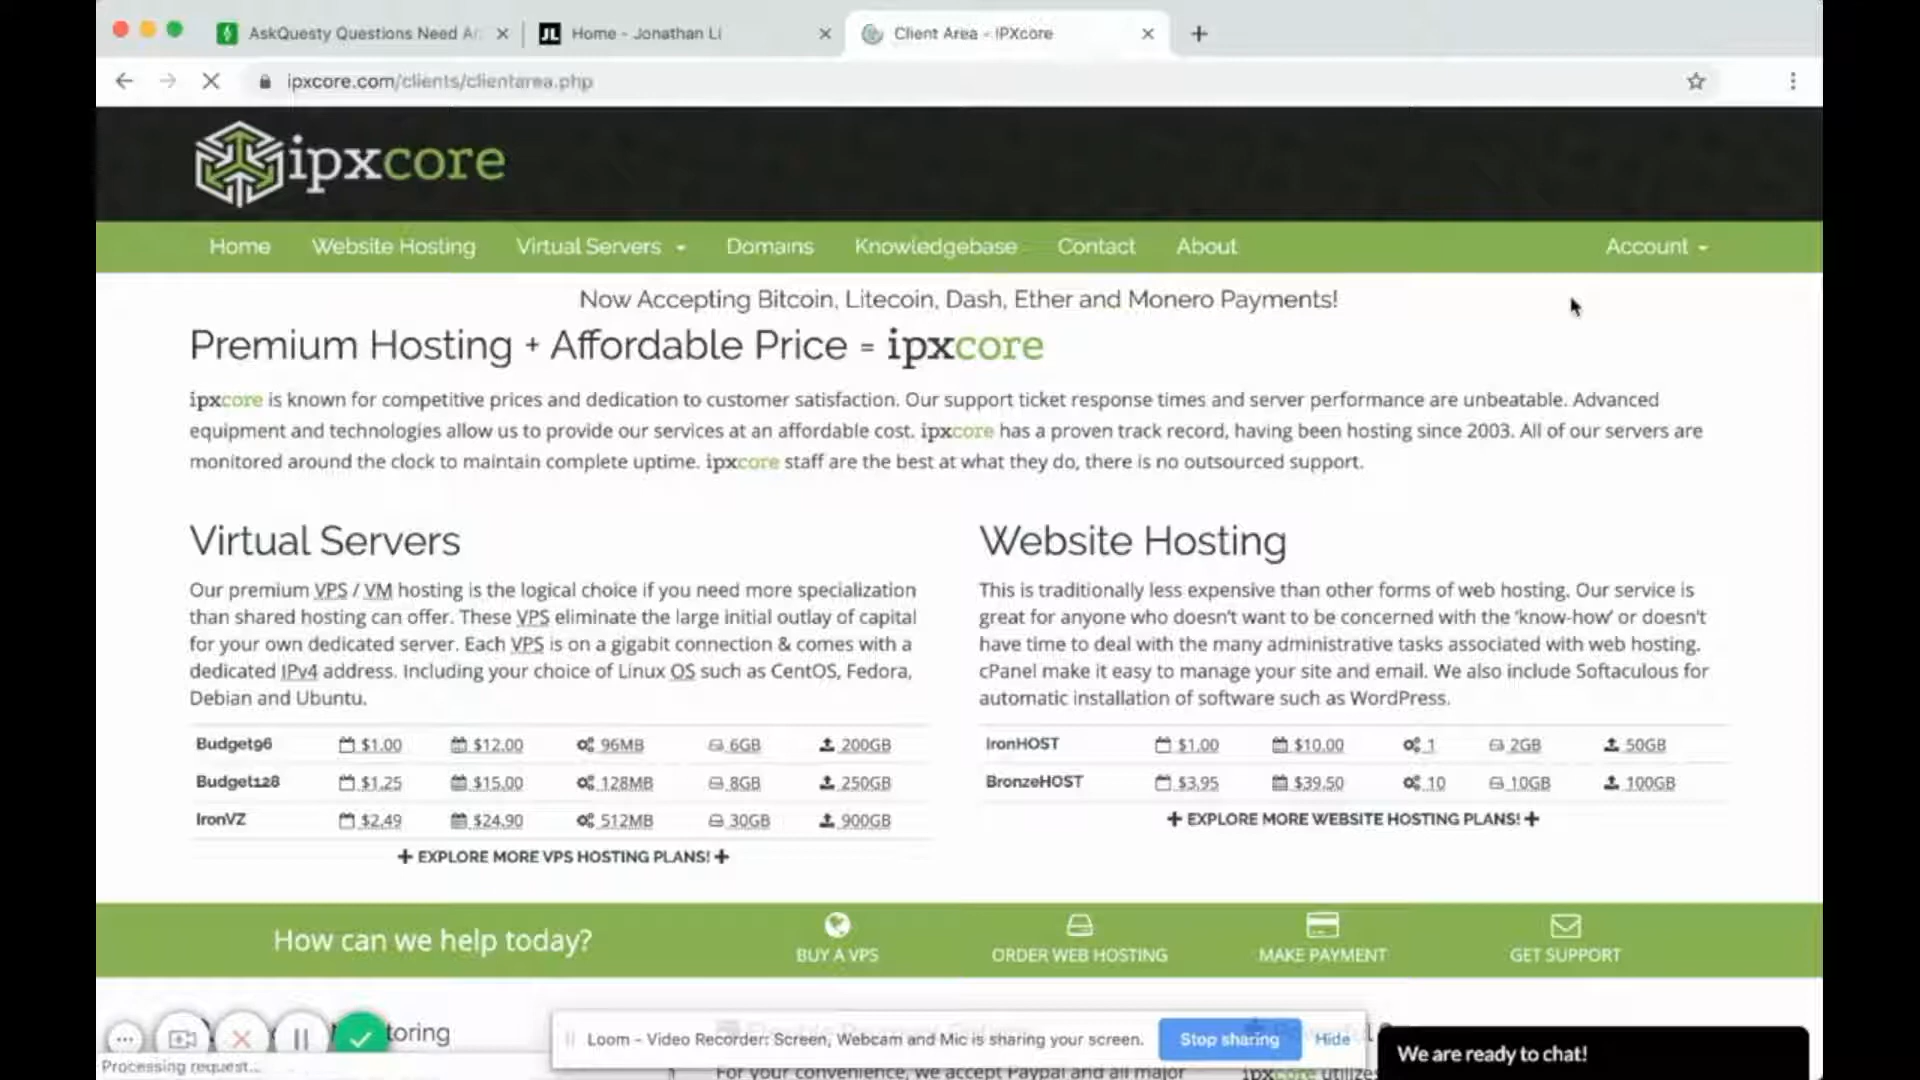 AskQuesty Questions Need An
Home - Jonathan Li
Client Area - IPXcore
ipxcore.com/clients/clientarea.php
ipxcore
Home
Website Hosting
Virtual Servers
Domains
Knowledgebase
Contact
About
Account
Now Accepting Bitcoin, Litecoin, Dash, Ether and Monero Payments!
Premium Hosting + Affordable Price = ipxcore
ipxcore is known for competitive prices and dedication to customer satisfaction. Our support ticket response times and server performance are unbeatable. Advanced
equipment and technologies allow us to provide our services at an affordable cost. ipxcore has a proven track record, having been hosting since 2003. All of our servers are
monitored around the clock to maintain complete uptime. ipxcore staff are the best at what they do, there is no outsourced support.
Virtual Servers
Our premium VPS / VM hosting is the logical choice if you need more specialization
than shared hosting can offer. These VPS eliminate the large initial outlay of capital
for your own dedicated server. Each VPS is on a gigabit connection & comes with a
dedicated IPv4 address. Including your choice of Linux OS such as CentOS, Fedora,
Debian and Ubuntu.
Budget96 $1.00 $12.00 96MB 6GB 200GB
Budget128 $1.25 $15.00 128MB 8GB 250GB
IronVZ $2.49 $24.90 512MB 30GB 900GB
EXPLORE MORE VPS HOSTING PLANS!
Website Hosting
This is traditionally less expensive than other forms of web hosting. Our service is
great for anyone who doesn't want to be concerned with the 'know-how' or doesn't
have time to deal with the many administrative tasks associated with web hosting.
cPanel make it easy to manage your site and email. We also include Softaculous for
automatic installation of software such as WordPress.
IronHOST $1.00 $10.00 1 2GB 50GB
BronzeHOST $3.95 $39.50 10 10GB 100GB
EXPLORE MORE WEBSITE HOSTING PLANS!
How can we help today?
BUY A VPS
ORDER WEB HOSTING
MAKE PAYMENT
GET SUPPORT
toring
Loom - Video Recorder: Screen, Webcam and Mic is sharing your screen.
Stop sharing
Hide
We are ready to chat!
Processing request...
For your convenience, we accept Paypal and all major
ipxcore utilizes